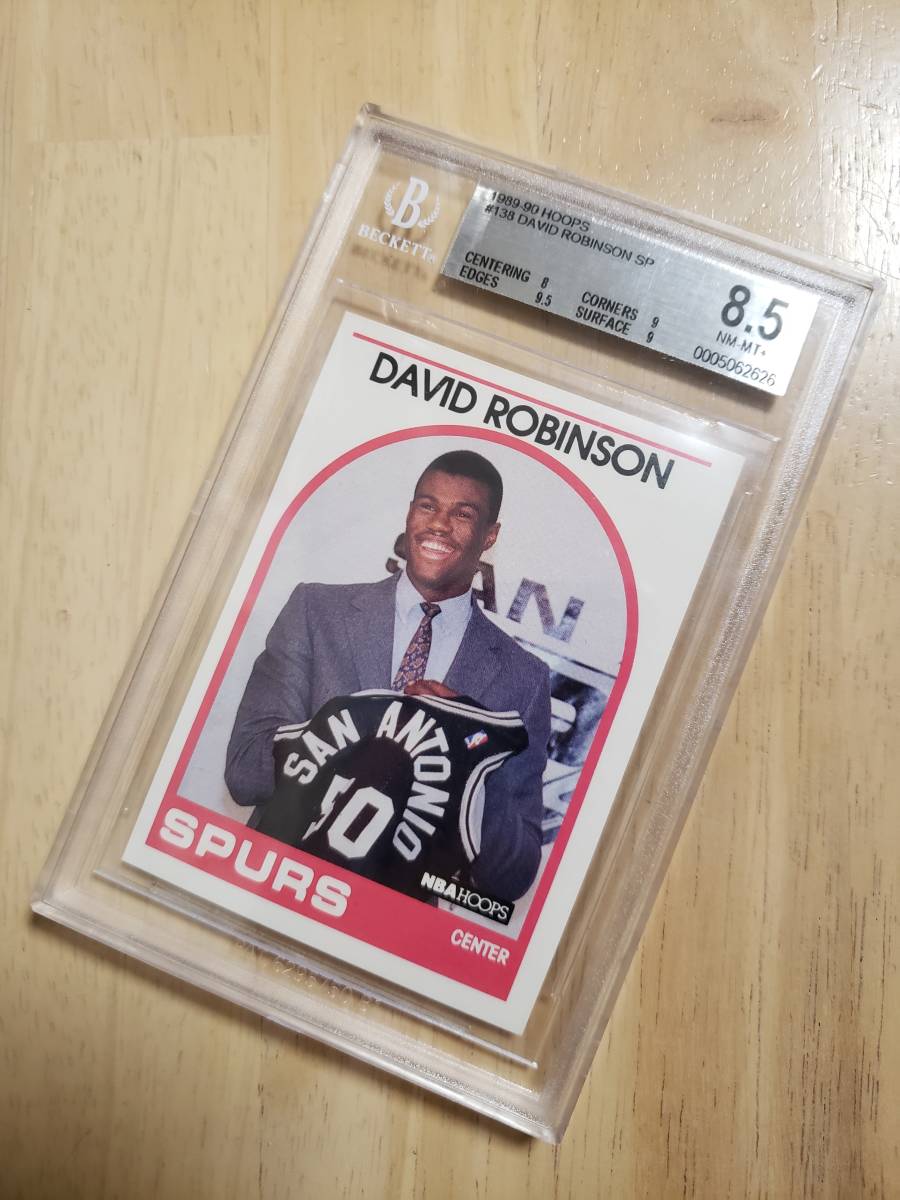 B
BECKETT®
1989-90 HOOPS
#138 DAVID ROBINSON SP
CENTERING 8 CORNERS 9
EDGES 9.5 SURFACE 9
8.5
NM-MT+
0005062626
DAVID ROBINSON
SAN
SAN ANTONIO
50
NBA HOOPS
SPURS
CENTER